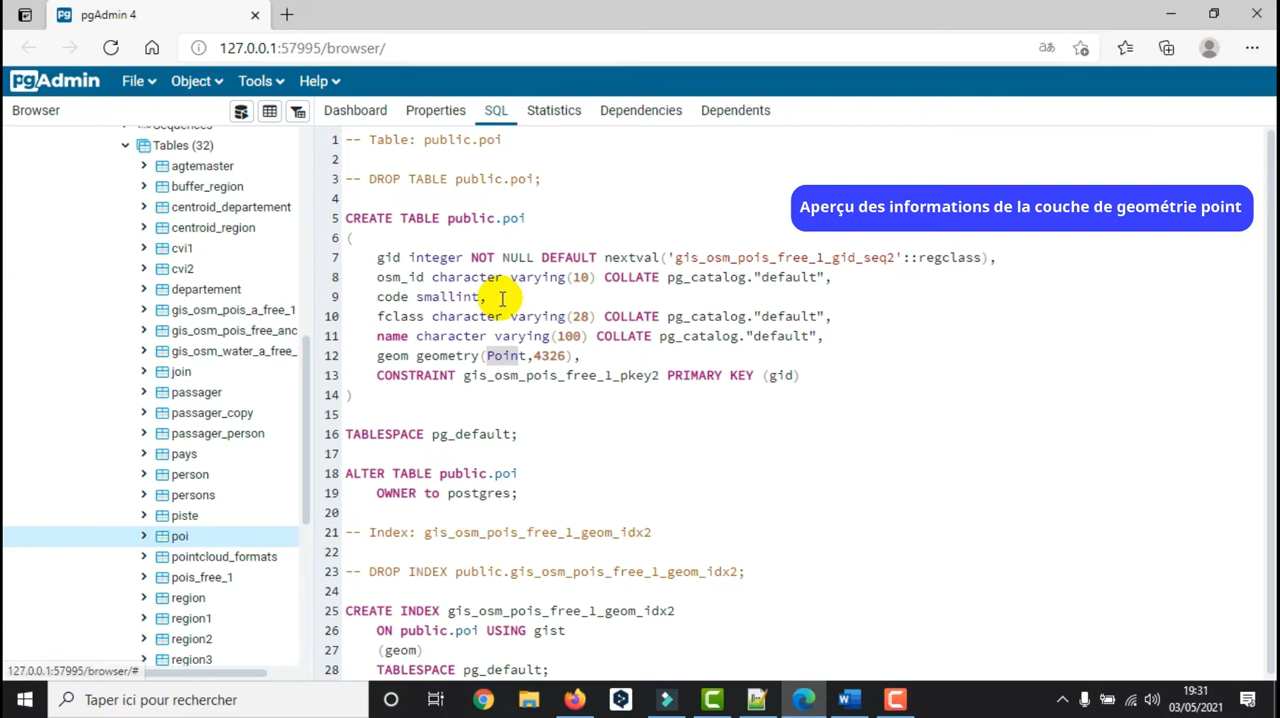 pgAdmin 4
127.0.0.1:57995/browser/
pgAdmin
File
Object
Tools
Help
Browser
Dashboard
Properties
SQL
Statistics
Dependencies
Dependents
Tables (32)
agtemaster
buffer_region
centroid_departement
centroid_region
cvi1
cvi2
departement
gis_osm_pois_a_free_1
gis_osm_pois_free_anc
gis_osm_water_a_free_
join
passager
passager_copy
passager_person
pays
person
persons
piste
poi
pointcloud_formats
pois_free_1
region
region1
region2
region3
127.0.0.1:57995/browser/#
1 -- Table: public.poi
2
3 -- DROP TABLE public.poi;
4
5 CREATE TABLE public.poi
6 (
7 gid integer NOT NULL DEFAULT nextval('gis_osm_pois_free_1_gid_seq2'::regclass),
8 osm_id character varying(10) COLLATE pg_catalog."default",
9 code smallint,
10 fclass character varying(28) COLLATE pg_catalog."default",
11 name character varying(100) COLLATE pg_catalog."default",
12 geom geometry(Point,4326),
13 CONSTRAINT gis_osm_pois_free_1_pkey2 PRIMARY KEY (gid)
14 )
15
16 TABLESPACE pg_default;
17
18 ALTER TABLE public.poi
19 OWNER to postgres;
20
21 -- Index: gis_osm_pois_free_1_geom_idx2
22
23 -- DROP INDEX public.gis_osm_pois_free_1_geom_idx2;
24
25 CREATE INDEX gis_osm_pois_free_1_geom_idx2
26 ON public.poi USING gist
27 (geom)
28 TABLESPACE pg_default;
Aperçu des informations de la couche de geométrie point
Taper ici pour rechercher
19:31
03/05/2021